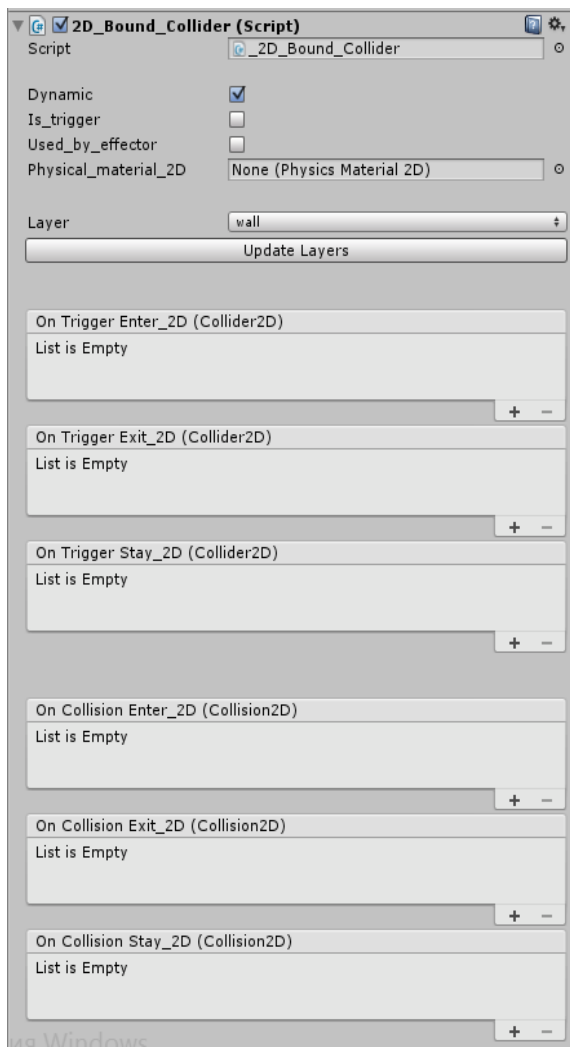 2D_Bound_Collider (Script)
Script _2D_Bound_Collider
Dynamic
Is_trigger
Used_by_effector
Physical_material_2D None (Physics Material 2D)
Layer wall
Update Layers
On Trigger Enter_2D (Collider2D)
List is Empty
+ −
On Trigger Exit_2D (Collider2D)
List is Empty
+ −
On Trigger Stay_2D (Collider2D)
List is Empty
+ −
On Collision Enter_2D (Collision2D)
List is Empty
+ −
On Collision Exit_2D (Collision2D)
List is Empty
+ −
On Collision Stay_2D (Collision2D)
List is Empty
+ −
ия Windows